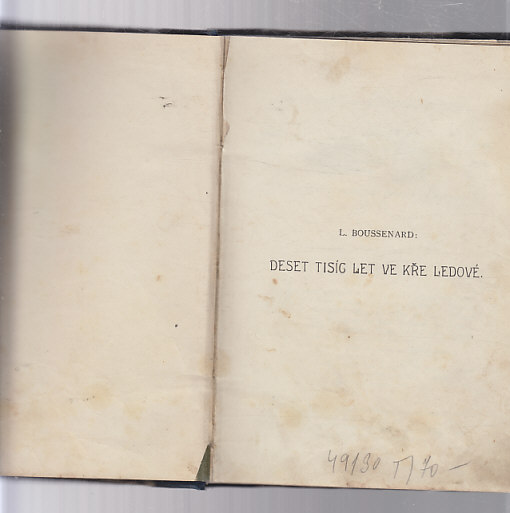 L. BOUSSENARD:
DESET TISÍC LET VE KŘE LEDOVÉ.
49130 T/ 70 —